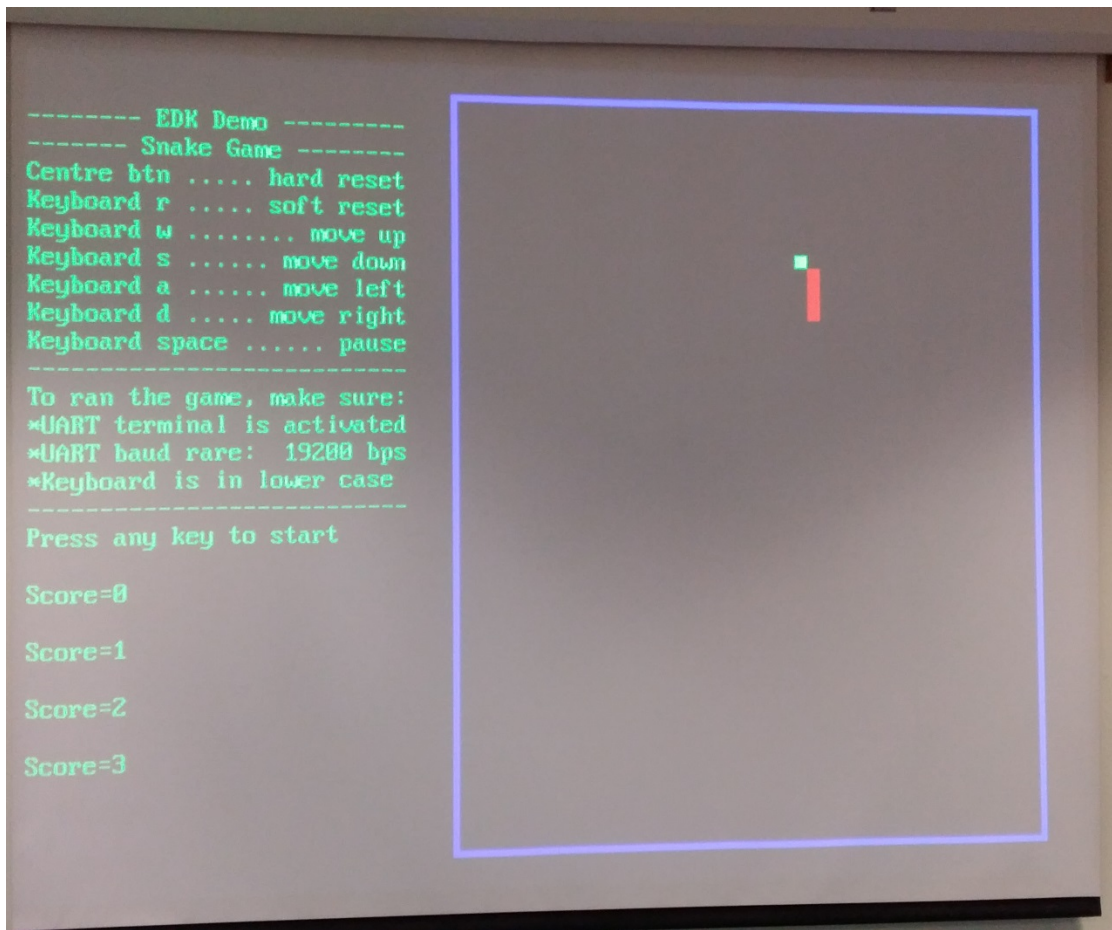 -------- EDK Demo ---------
------- Snake Game --------
Centre btn ..... hard reset
Keyboard r ..... soft reset
Keyboard w ........ move up
Keyboard s ...... move down
Keyboard a ...... move left
Keyboard d ..... move right
Keyboard space ...... pause
---------------------------
To ran the game, make sure:
*UART terminal is activated
*UART baud rare:  19200 bps
*Keyboard is in lower case
---------------------------
Press any key to start
Score=0
Score=1
Score=2
Score=3